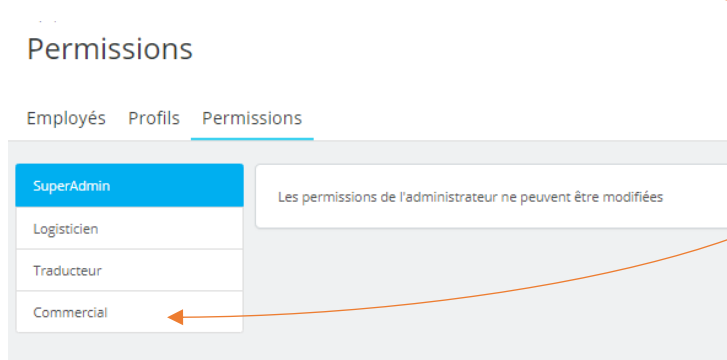 Permissions
Employés Profils Permissions
SuperAdmin
Les permissions de l'administrateur ne peuvent être modifiées
Logisticien
Traducteur
Commercial